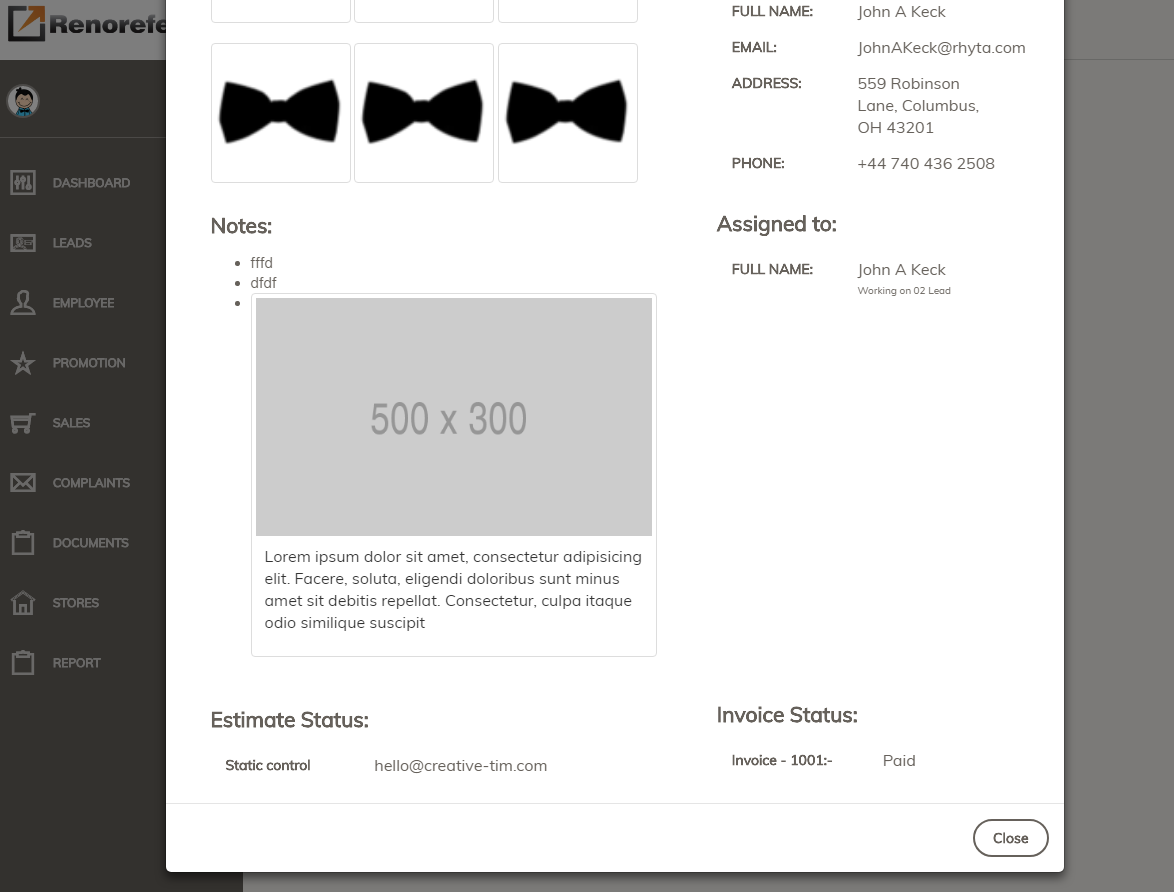 Renorefe
DASHBOARD
LEADS
EMPLOYEE
PROMOTION
SALES
COMPLAINTS
DOCUMENTS
STORES
REPORT
Notes:
fffd
dfdf
500 x 300
Lorem ipsum dolor sit amet, consectetur adipisicing
elit. Facere, soluta, eligendi doloribus sunt minus
amet sit debitis repellat. Consectetur, culpa itaque
odio similique suscipit
Estimate Status:
Static control hello@creative-tim.com
FULL NAME: John A Keck
EMAIL: JohnAKeck@rhyta.com
ADDRESS: 559 Robinson
Lane, Columbus,
OH 43201
PHONE: +44 740 436 2508
Assigned to:
FULL NAME: John A Keck
Working on 02 Lead
Invoice Status:
Invoice - 1001:- Paid
Close